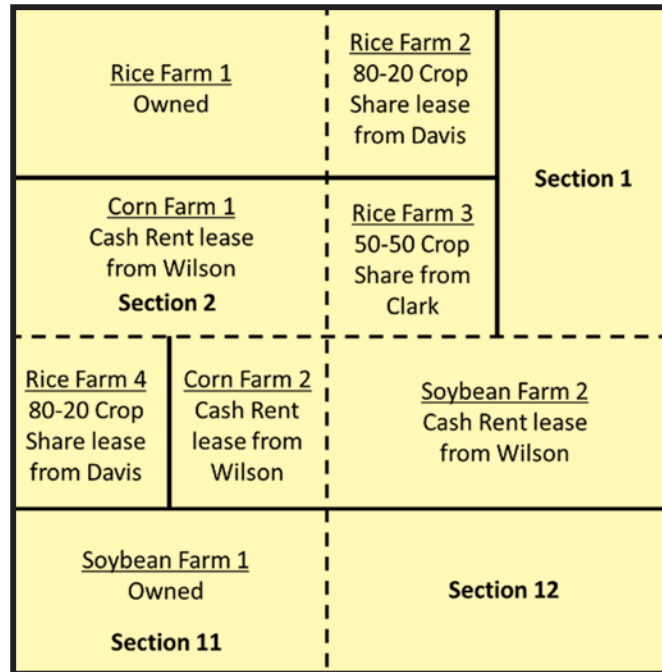 Rice Farm 1
Owned
Rice Farm 2
80-20 Crop
Share lease
from Davis
Section 1
Corn Farm 1
Cash Rent lease
from Wilson
Section 2
Rice Farm 3
50-50 Crop
Share from
Clark
Rice Farm 4
80-20 Crop
Share lease
from Davis
Corn Farm 2
Cash Rent
lease from
Wilson
Soybean Farm 2
Cash Rent lease
from Wilson
Soybean Farm 1
Owned
Section 11
Section 12